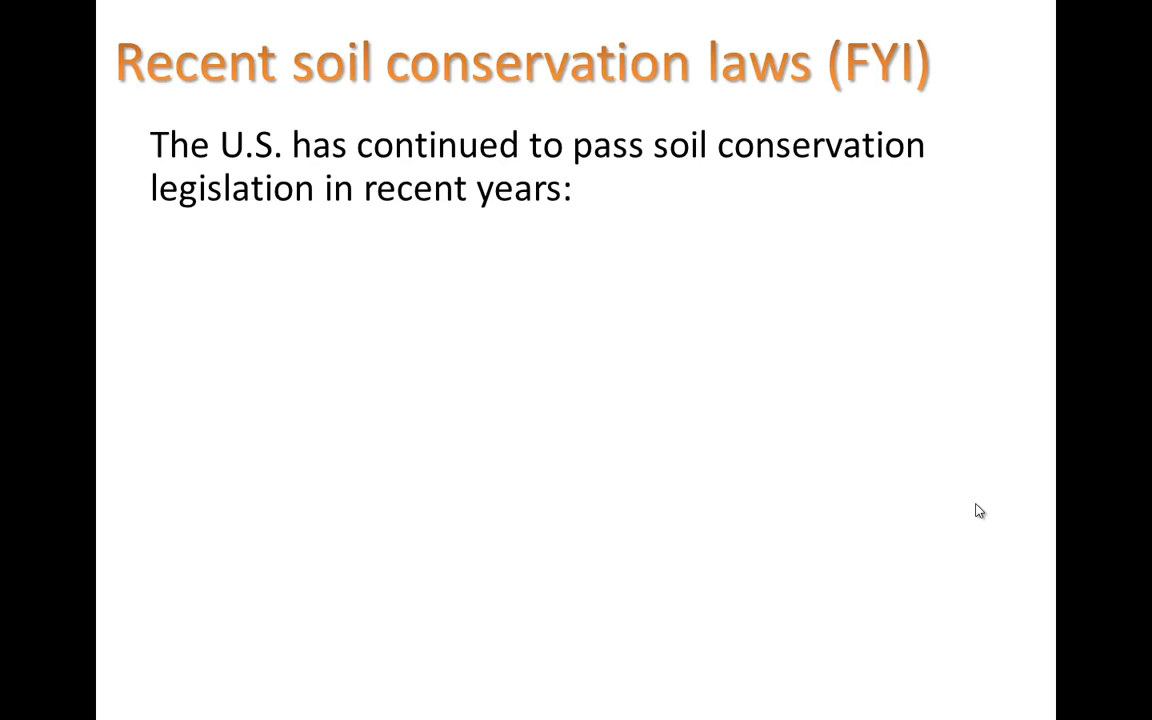 Recent soil conservation laws (FYI)
The U.S. has continued to pass soil conservation
legislation in recent years: